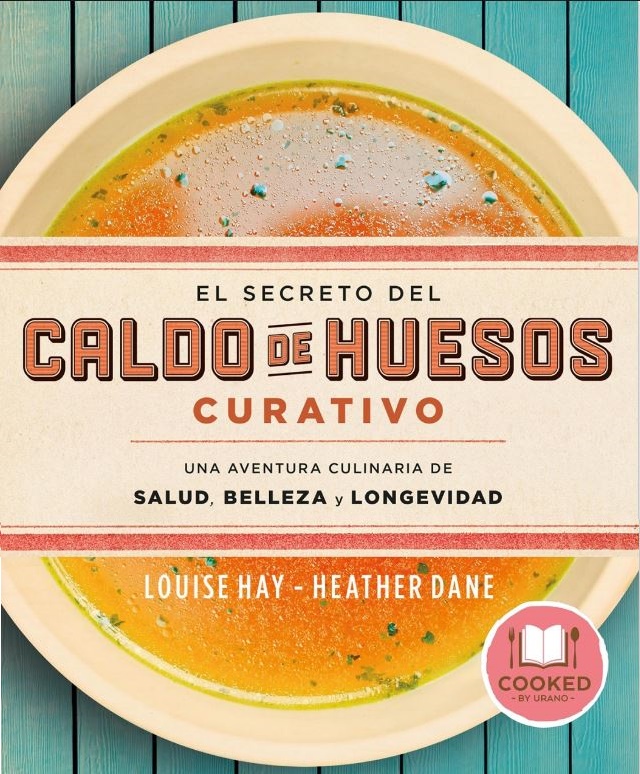 EL SECRETO DEL
CALDO DE HUESOS
CURATIVO
UNA AVENTURA CULINARIA DE
SALUD, BELLEZA y LONGEVIDAD
LOUISE HAY - HEATHER DANE
COOKED
- BY URANO -